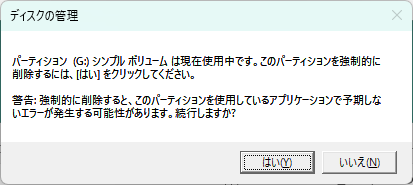 ディスクの管理
パーティション (G:) シンプル ボリューム は現在使用中です。このパーティションを強制的に
削除するには、[はい] をクリックしてください。
警告: 強制的に削除すると、このパーティションを使用しているアプリケーションで予期しな
いエラーが発生する可能性があります。続行しますか?
はい(Y)
いいえ(N)